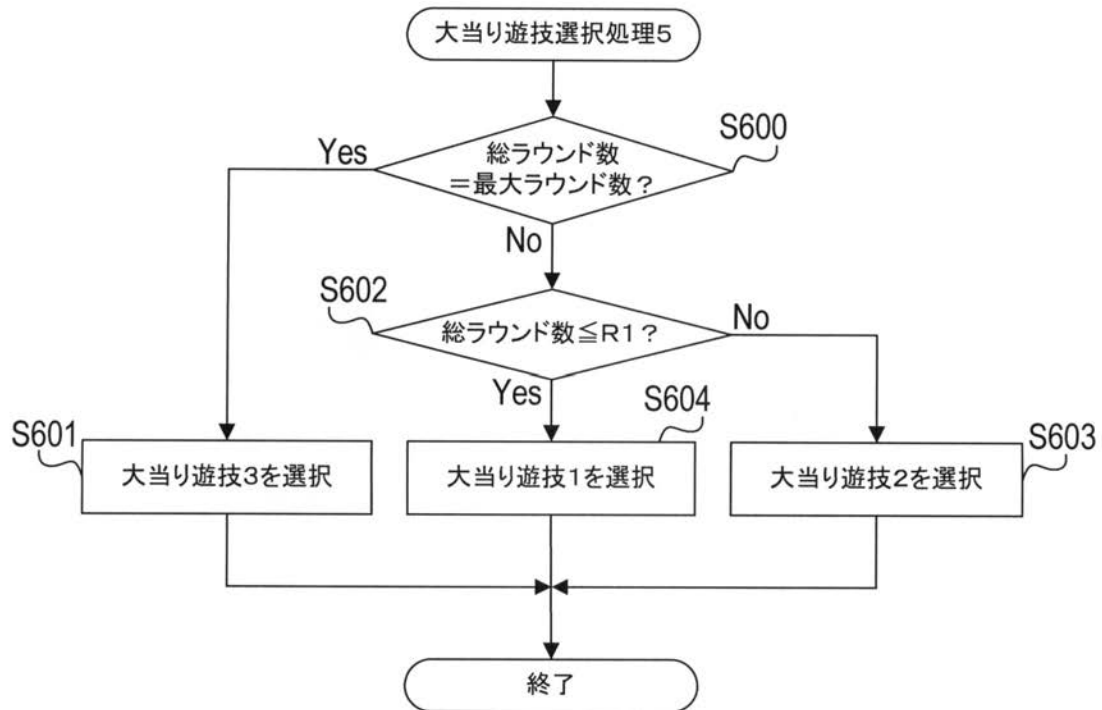 大当り遊技選択処理5
S600
Yes
総ラウンド数
＝最大ラウンド数？
No
S602
総ラウンド数≦R1？
No
Yes
S604
S601
S603
大当り遊技3を選択
大当り遊技1を選択
大当り遊技2を選択
終了